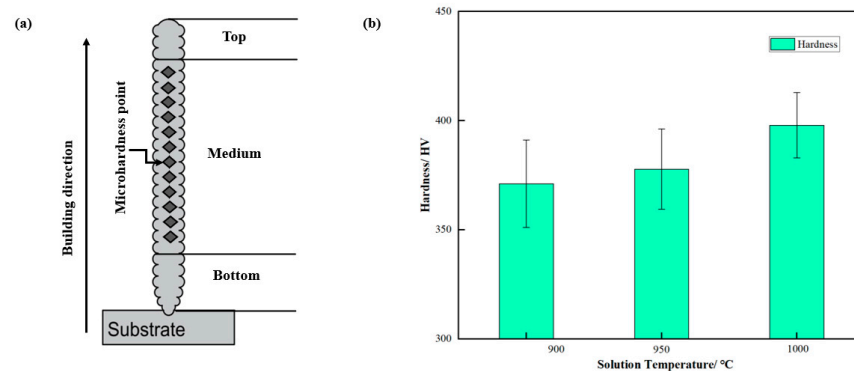 (a)
Top
Building direction
Microhardness point
Medium
Bottom
Substrate
(b)
450
400
350
300
Hardness/ HV
Hardness
900
950
1000
Solution Temperature/ °C